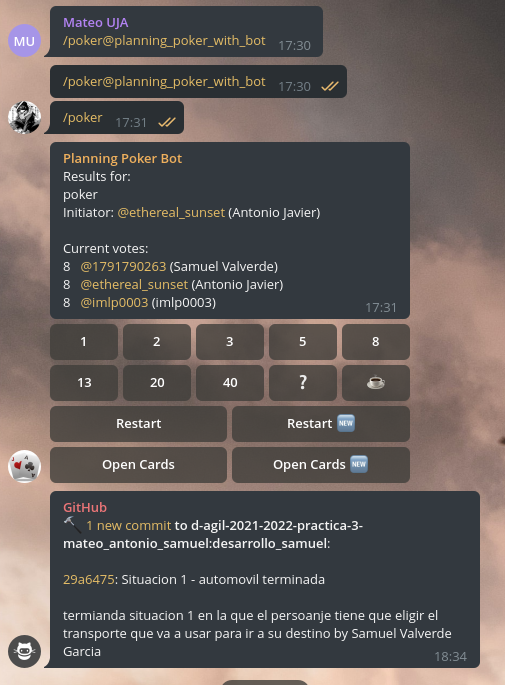 Mateo UJA
MU
/poker@planning_poker_with_bot 17:30
/poker@planning_poker_with_bot 17:30
/poker 17:31
Planning Poker Bot
Results for:
poker
Initiator: @ethereal_sunset (Antonio Javier)
Current votes:
8 @1791790263 (Samuel Valverde)
8 @ethereal_sunset (Antonio Javier)
8 @imlp0003 (imlp0003)
17:31
1 2 3 5 8
13 20 40 ? ☕
Restart Restart 🆕
Open Cards Open Cards 🆕
GitHub
🔨 1 new commit to d-agil-2021-2022-practica-3-
mateo_antonio_samuel:desarrollo_samuel:
29a6475: Situacion 1 - automovil terminada
termianda situacion 1 en la que el persoanje tiene que eligir el
transporte que va a usar para ir a su destino by Samuel Valverde
Garcia
18:34